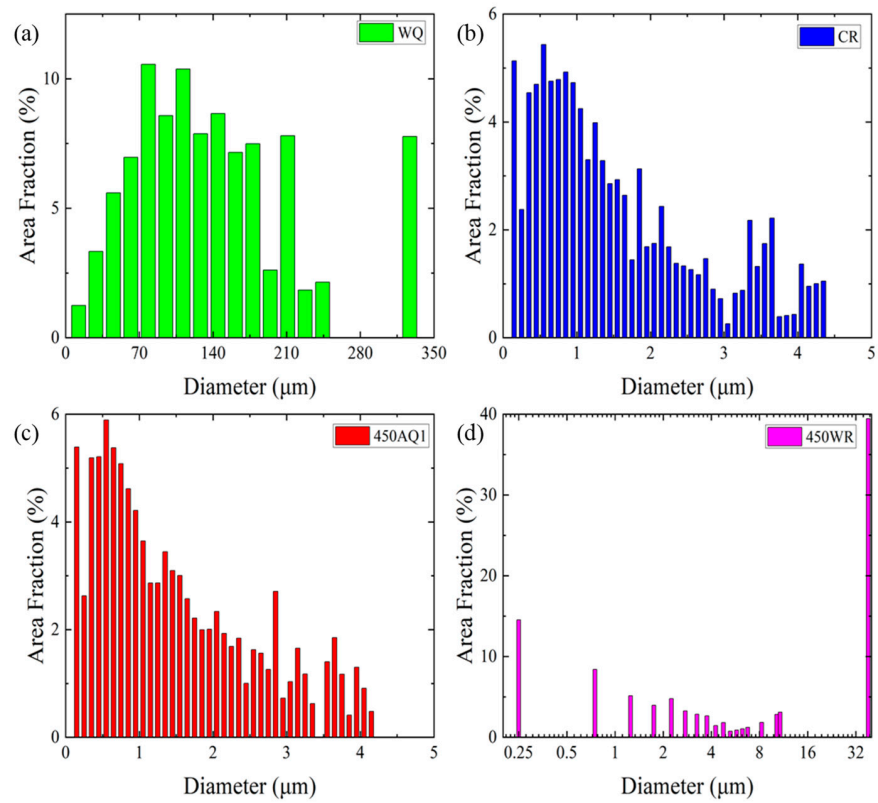 (a)
WQ
10
5
0
Area Fraction (%)
0 70 140 210 280 350
Diameter (μm)
(b)
CR
6
4
2
0
Area Fraction (%)
0 1 2 3 4 5
Diameter (μm)
(c)
450AQ1
6
4
2
0
Area Fraction (%)
0 1 2 3 4 5
Diameter (μm)
(d)
450WR
40
30
20
10
0
Area Fraction (%)
0.25 0.5 1 2 4 8 16 32
Diameter (μm)